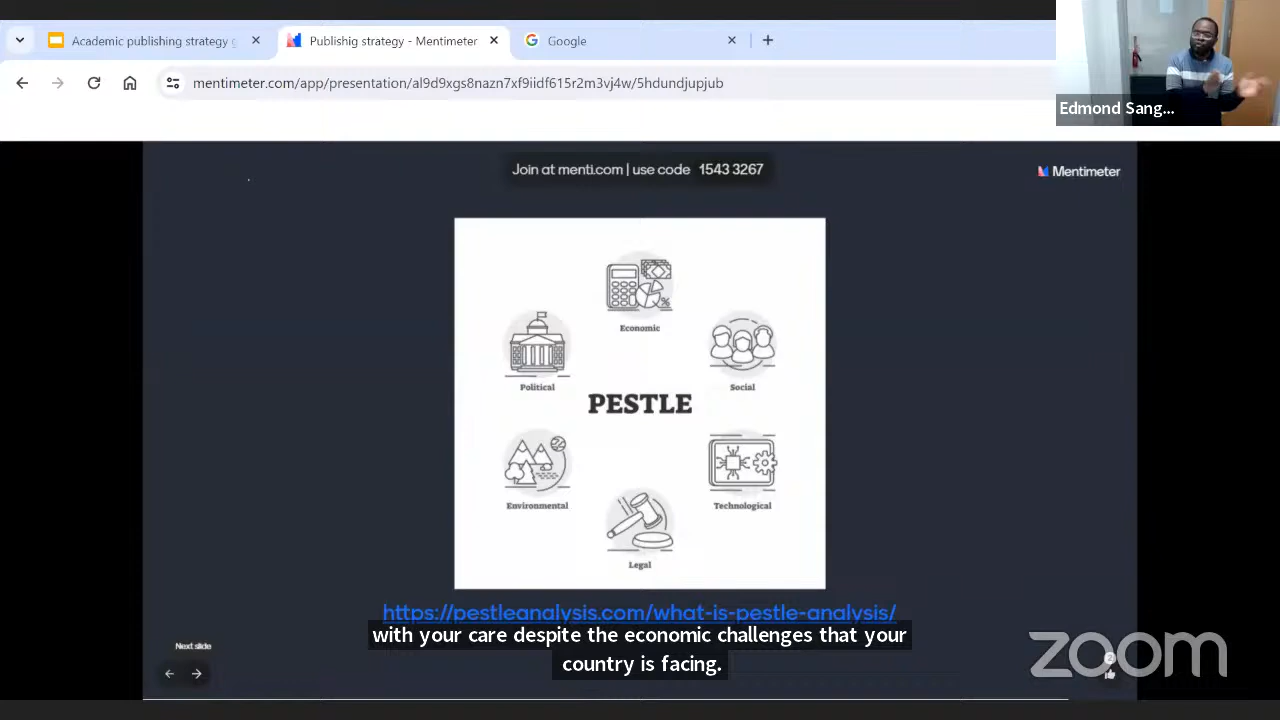 Academic publishing strategy g
Publishig strategy - Mentimeter
Google
mentimeter.com/app/presentation/al9d9xgs8nazn7xf9iidf615r2m3vj4w/5hdundjupjub
Edmond Sang...
Join at menti.com | use code 1543 3267
Mentimeter
Economic
Political
Social
PESTLE
Environmental
Technological
Legal
https://pestleanalysis.com/what-is-pestle-analysis/
with your care despite the economic challenges that your
country is facing.
Next slide
zoom
2